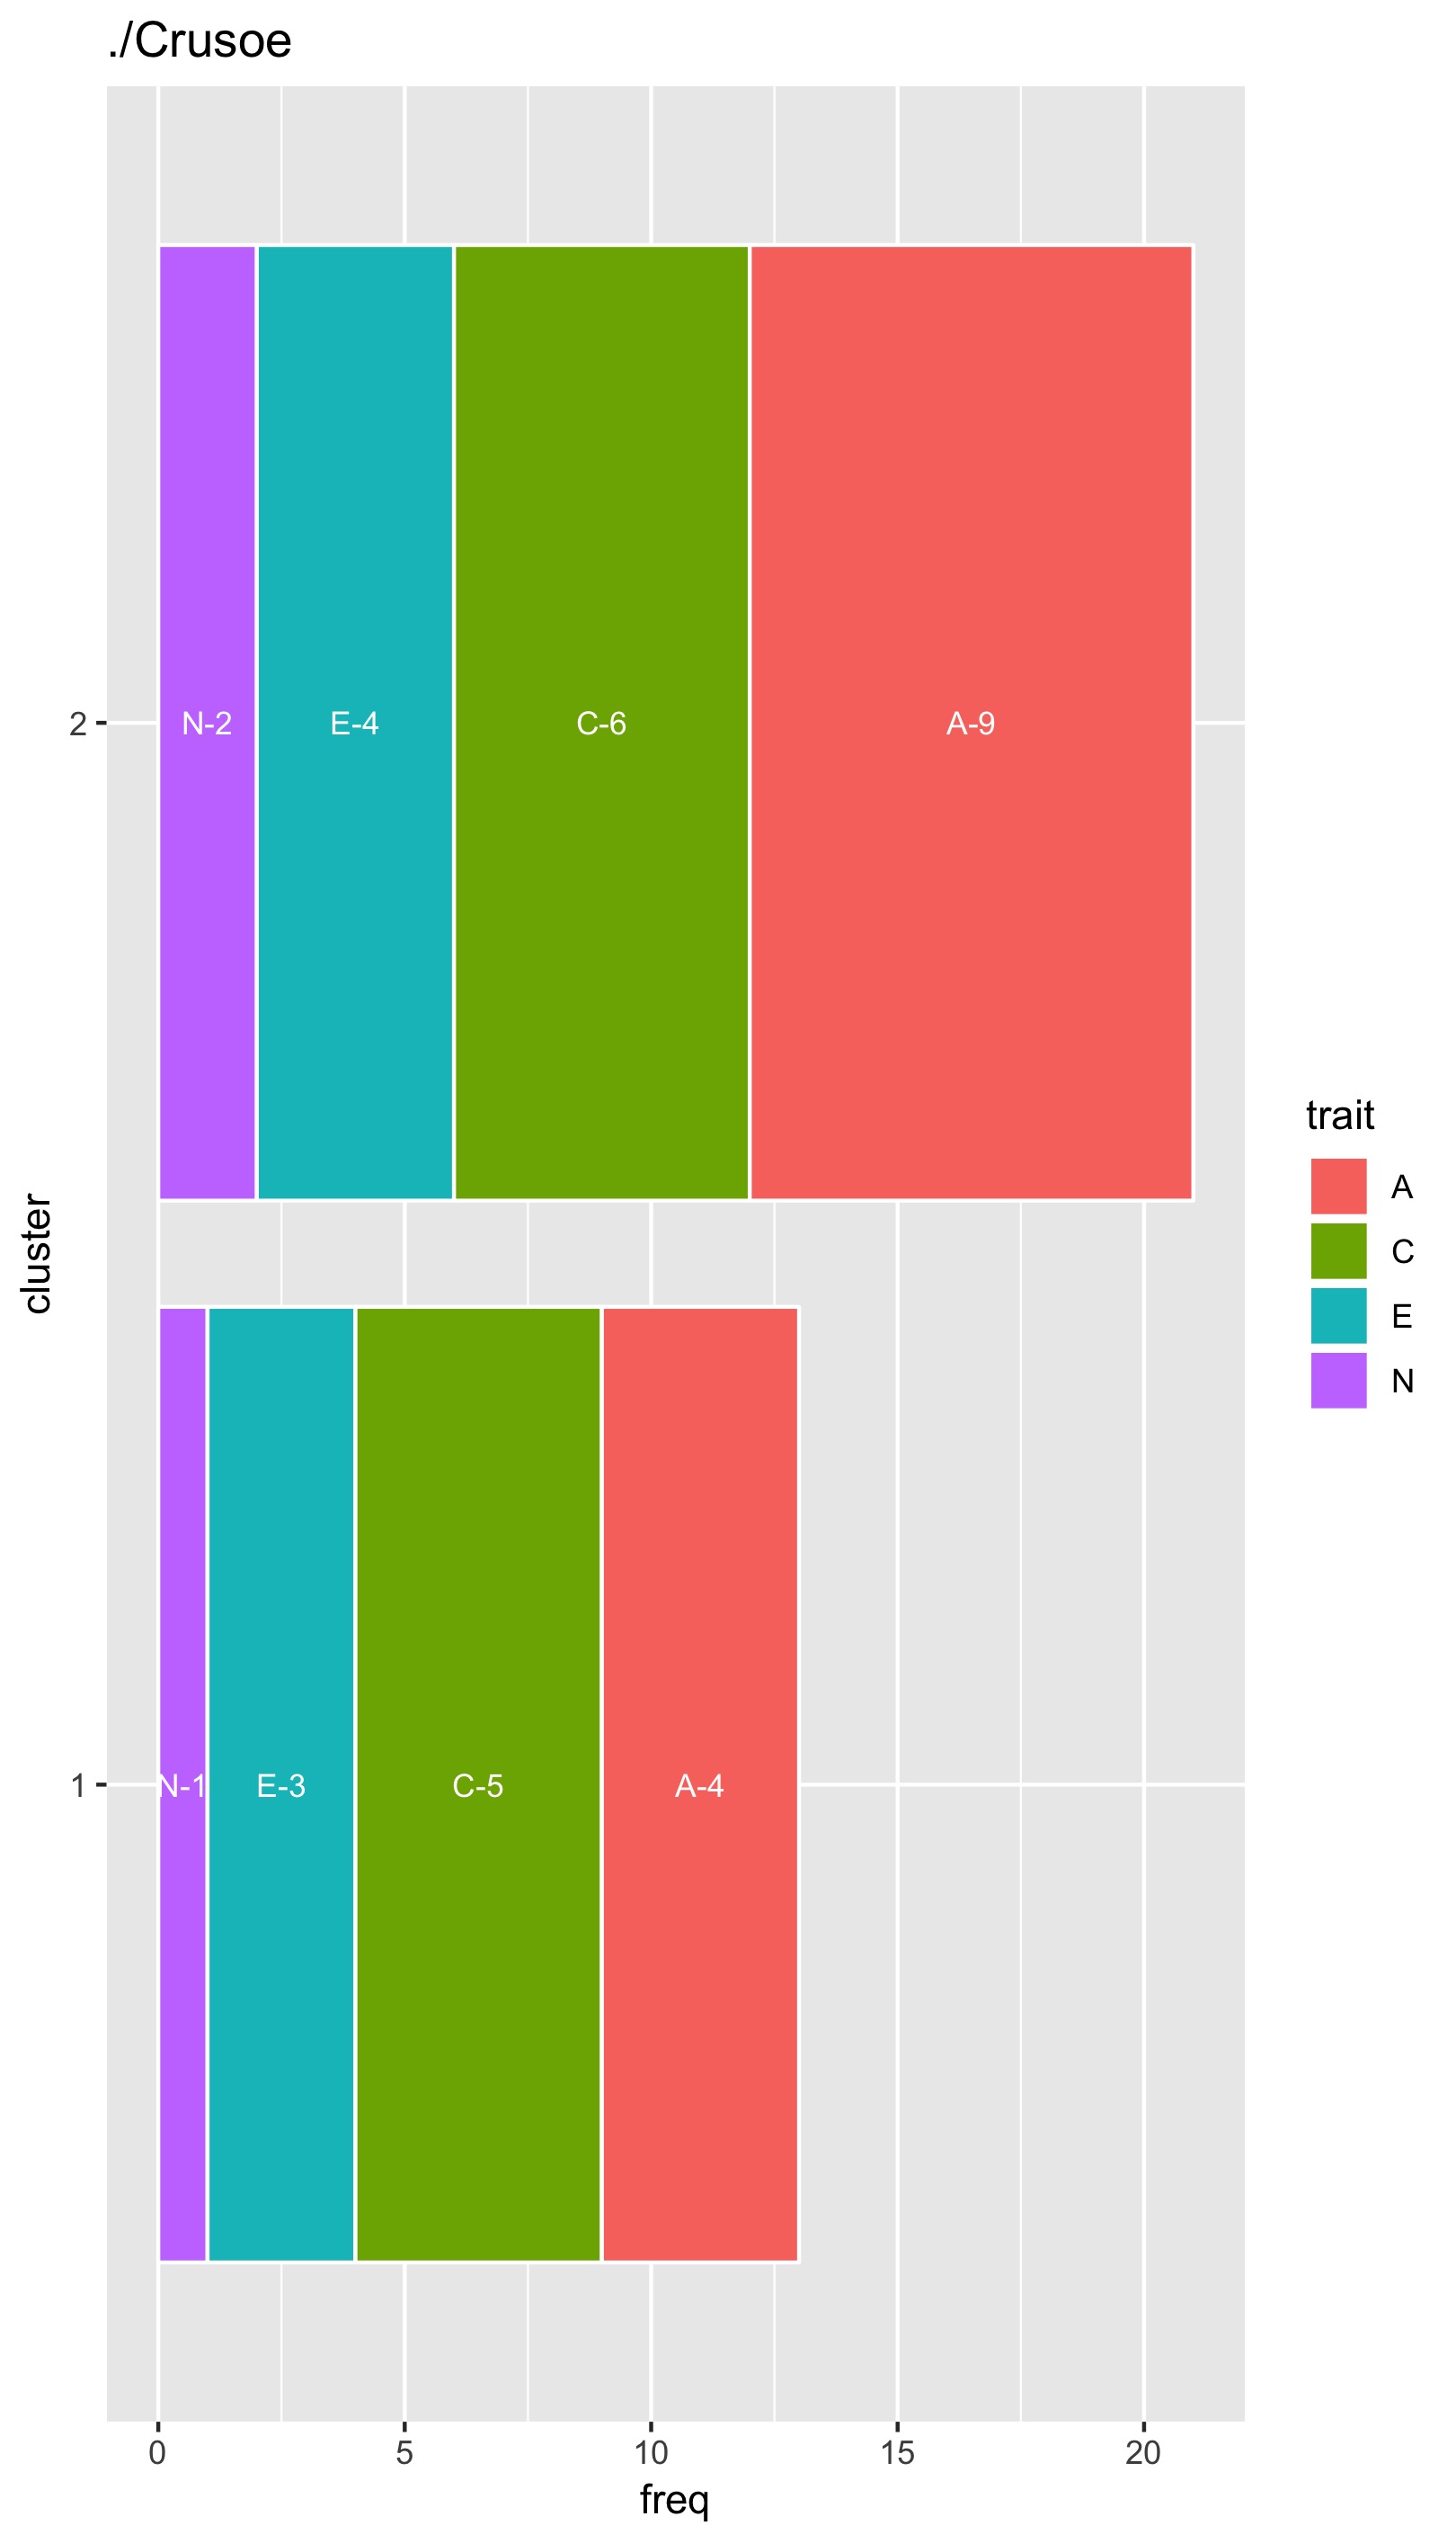 ./Crusoe
cluster
2
N-2 E-4 C-6 A-9
1
N-1 E-3 C-5 A-4
0 5 10 15 20
freq
trait
A
C
E
N